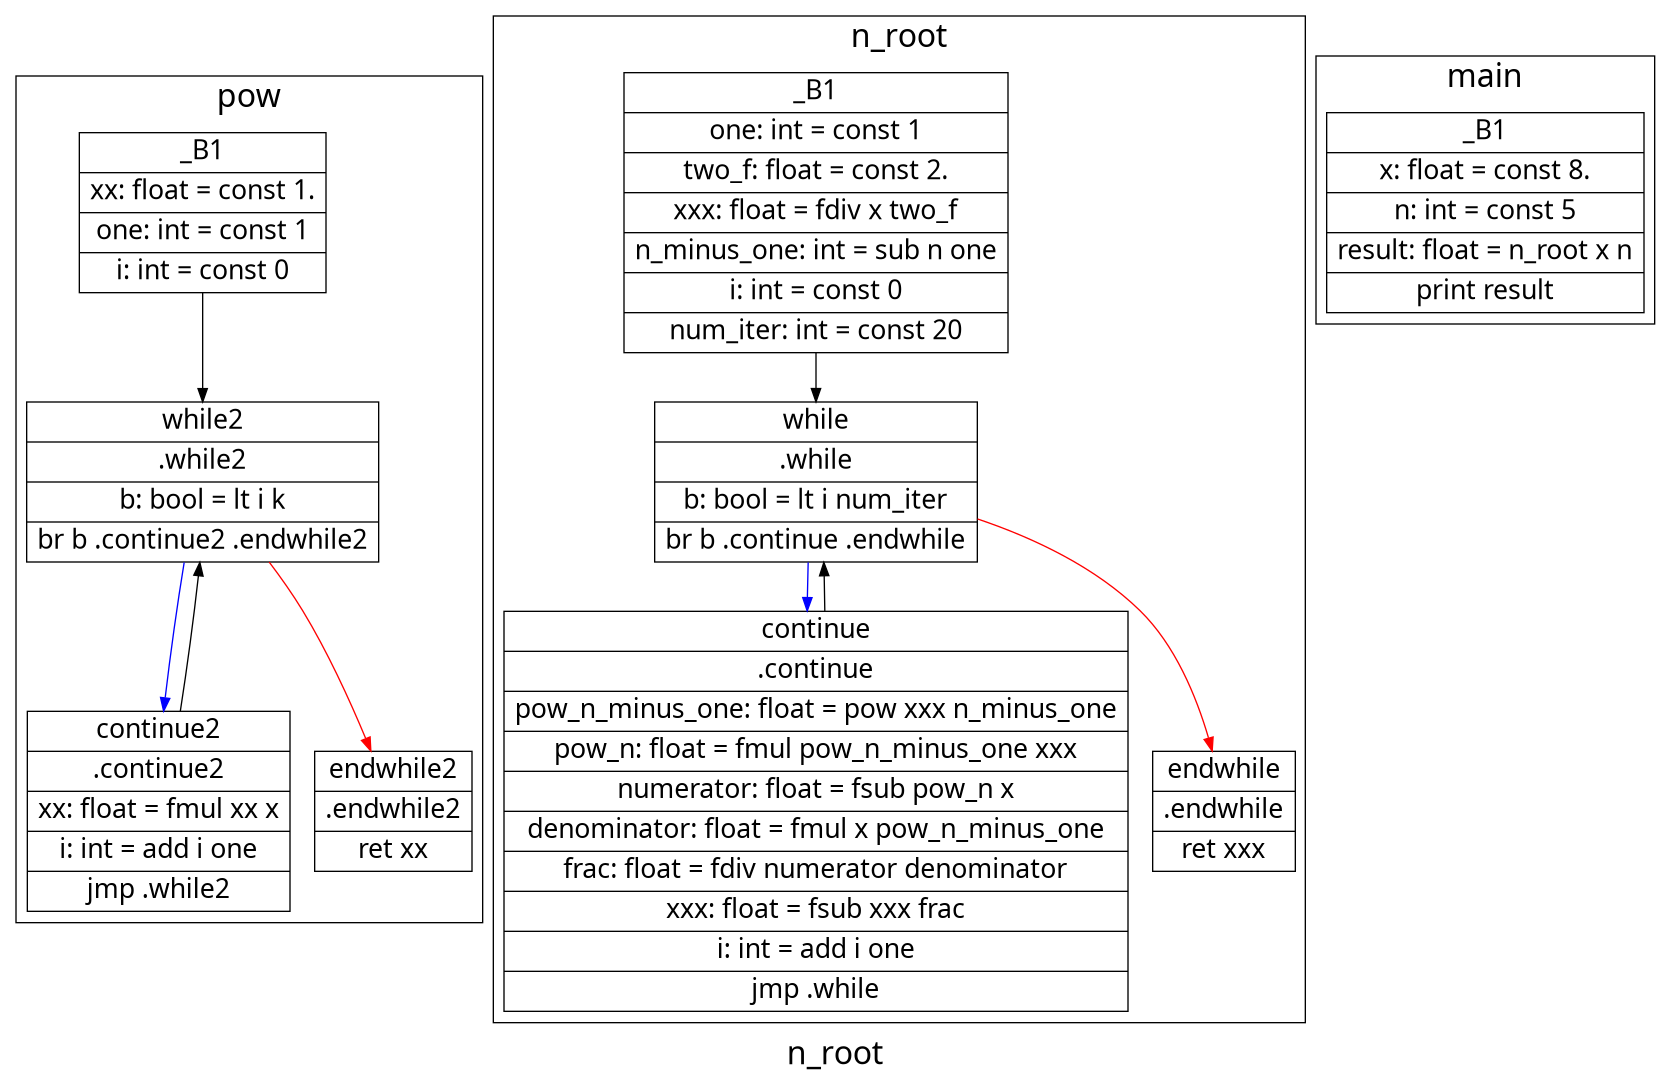 pow
_B1
xx: float = const 1.
one: int = const 1
i: int = const 0
while2
.while2
b: bool = lt i k
br b .continue2 .endwhile2
continue2
.continue2
xx: float = fmul xx x
i: int = add i one
jmp .while2
endwhile2
.endwhile2
ret xx
n_root
_B1
one: int = const 1
two_f: float = const 2.
xxx: float = fdiv x two_f
n_minus_one: int = sub n one
i: int = const 0
num_iter: int = const 20
while
.while
b: bool = lt i num_iter
br b .continue .endwhile
continue
.continue
pow_n_minus_one: float = pow xxx n_minus_one
pow_n: float = fmul pow_n_minus_one xxx
numerator: float = fsub pow_n x
denominator: float = fmul x pow_n_minus_one
frac: float = fdiv numerator denominator
xxx: float = fsub xxx frac
i: int = add i one
jmp .while
endwhile
.endwhile
ret xxx
main
_B1
x: float = const 8.
n: int = const 5
result: float = n_root x n
print result
n_root